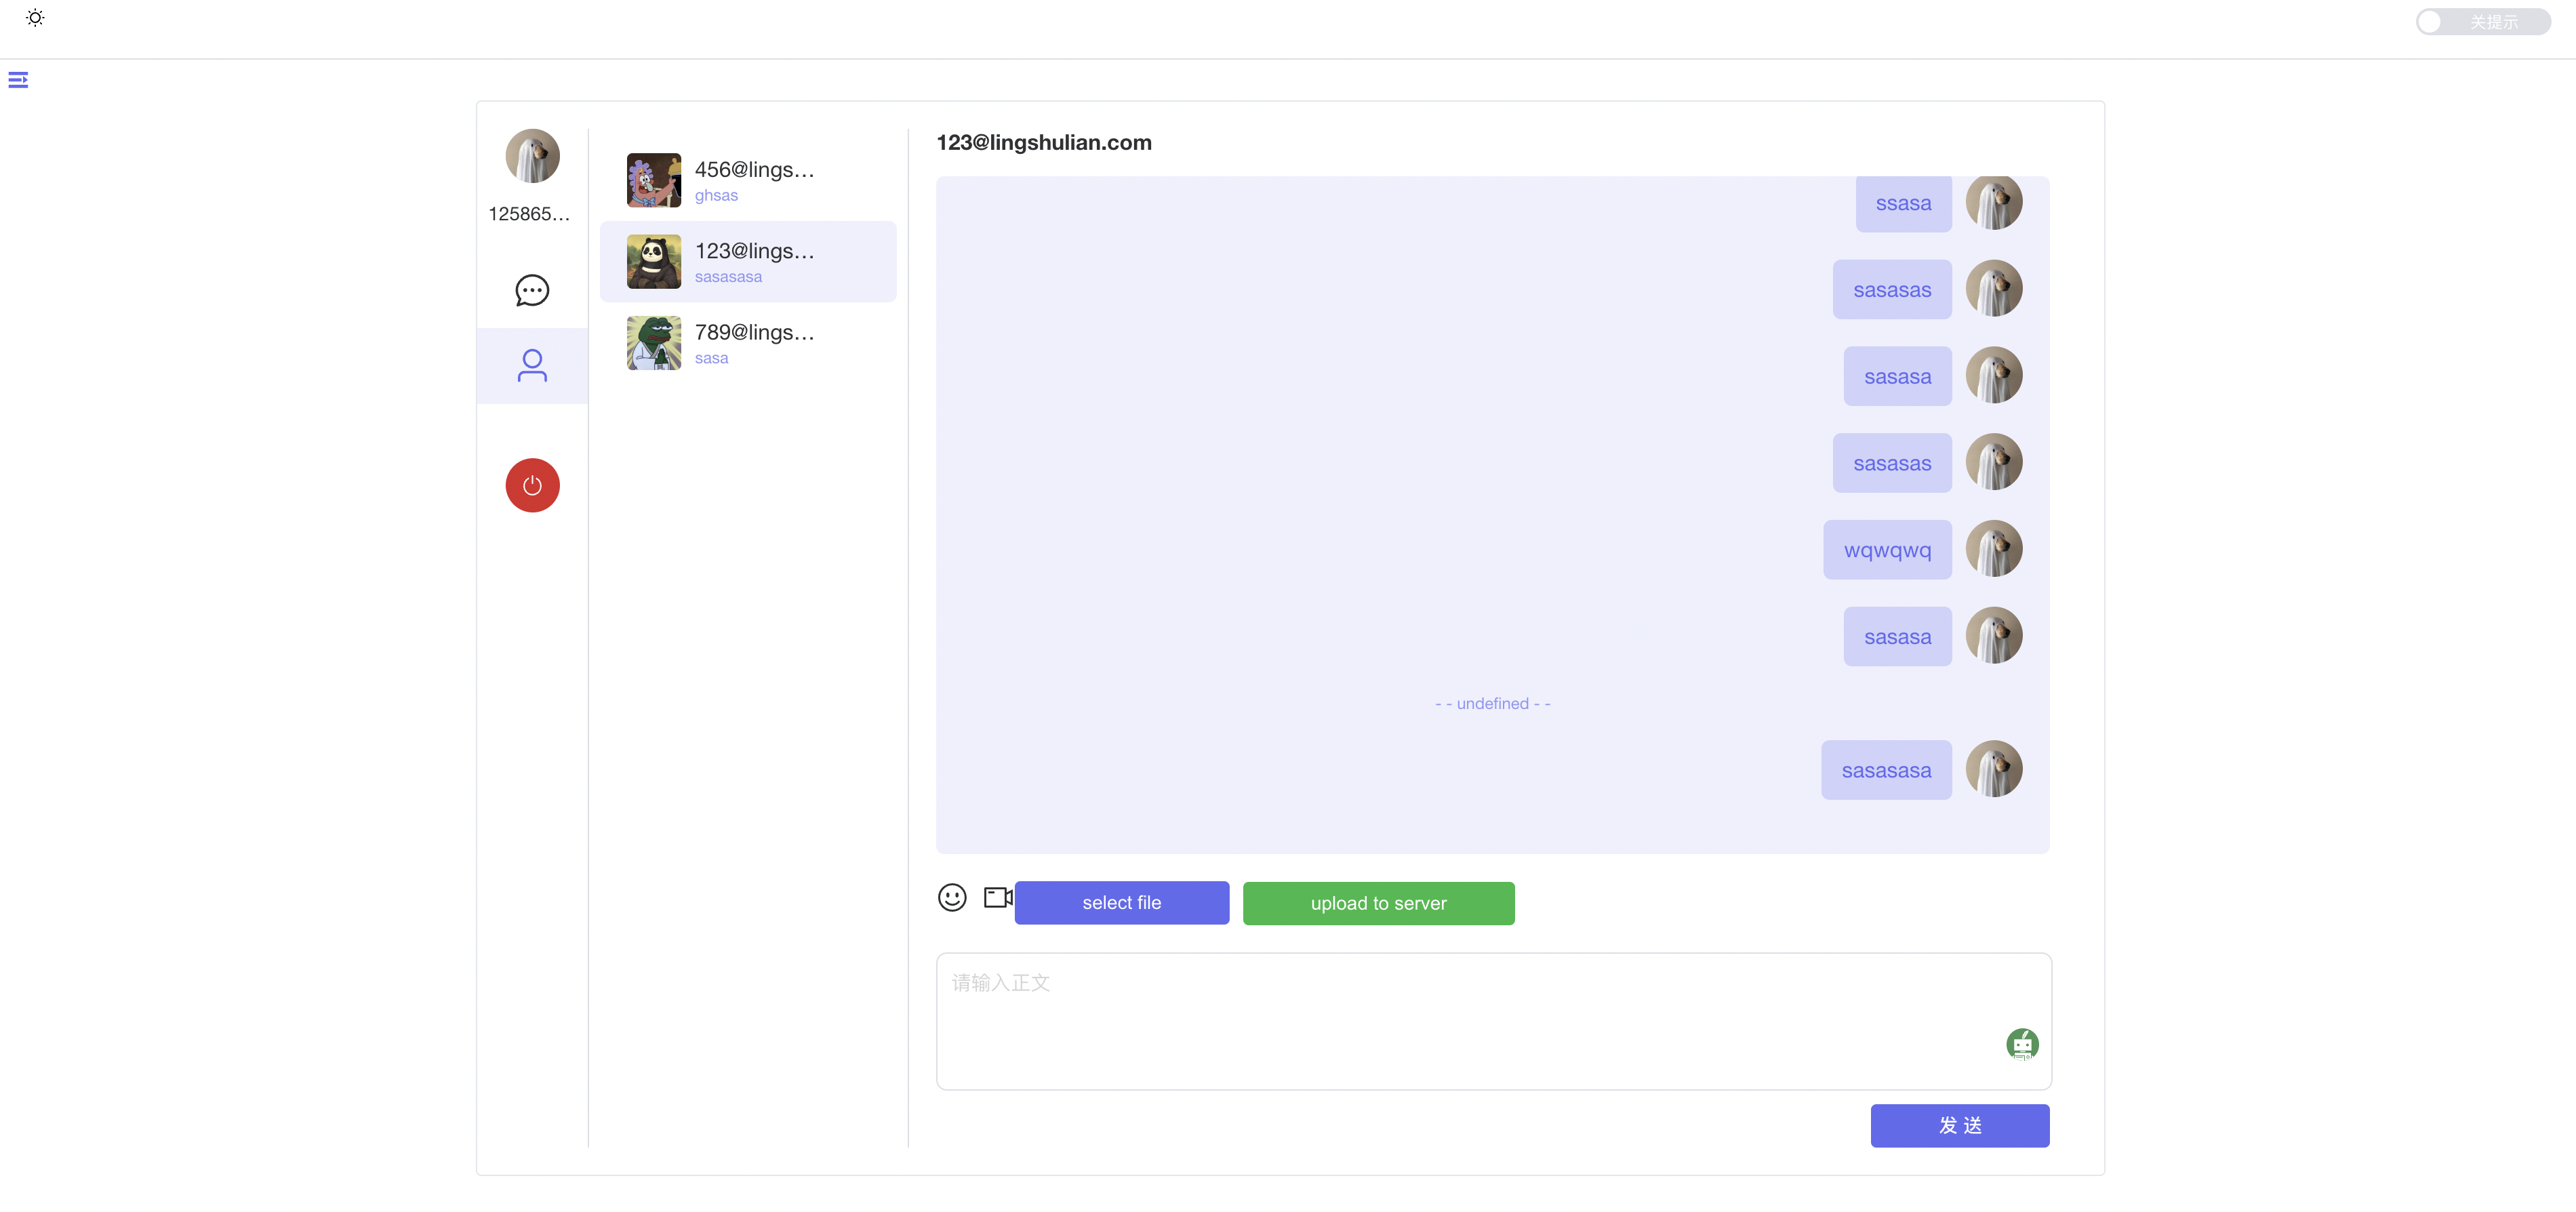 关提示
125865...
456@lings...
ghsas
123@lings...
sasasasa
789@lings...
sasa
123@lingshulian.com
ssasa
sasasas
sasasa
sasasas
wqwqwq
sasasa
- - undefined - -
sasasasa
select file
upload to server
请输入正文
发 送